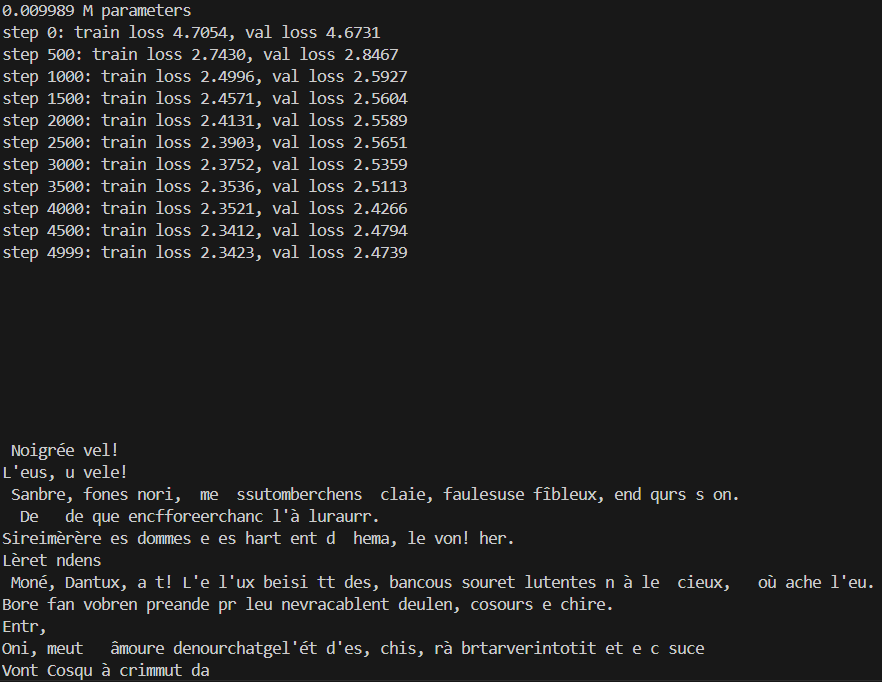 0.009989 M parameters
step 0: train loss 4.7054, val loss 4.6731
step 500: train loss 2.7430, val loss 2.8467
step 1000: train loss 2.4996, val loss 2.5927
step 1500: train loss 2.4571, val loss 2.5604
step 2000: train loss 2.4131, val loss 2.5589
step 2500: train loss 2.3903, val loss 2.5651
step 3000: train loss 2.3752, val loss 2.5359
step 3500: train loss 2.3536, val loss 2.5113
step 4000: train loss 2.3521, val loss 2.4266
step 4500: train loss 2.3412, val loss 2.4794
step 4999: train loss 2.3423, val loss 2.4739
Noigrée vel!
L'eus, u vele!
Sanbre, fones nori,  me  ssutomberchens  claie, faulesuse fîbleux, end qurs s on.
De   de que encfforeerchanc l'à luraurr.
Sireimèrère es dommes e es hart ent d  hema, le von! her.
Lèret ndens
Moné, Dantux, a t! L'e l'ux beisi tt des, bancous souret lutentes n à le  cieux,   où ache l'eu.
Bore fan vobren preande pr leu nevracablent deulen, cosours e chire.
Entr,
Oni, meut   âmoure denourchatgel'ét d'es, chis, rà brtarverintotit et e c suce
Vont Cosqu à crimmut da